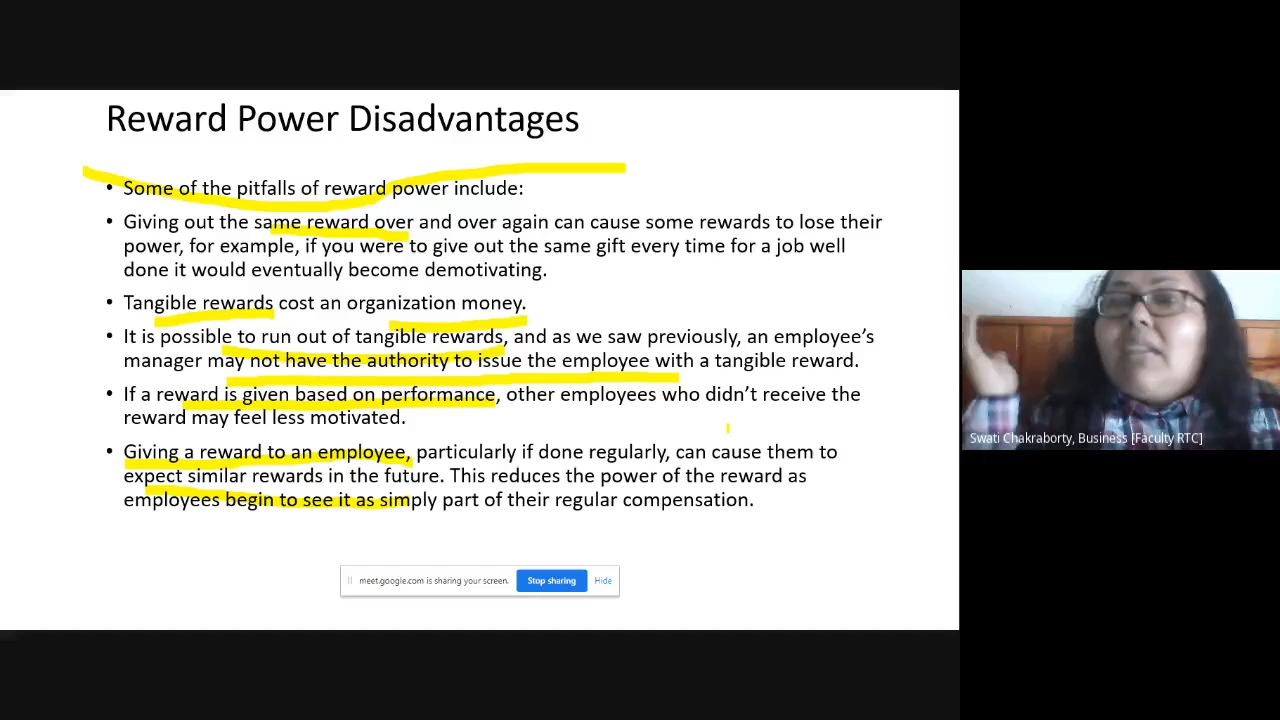 Reward Power Disadvantages
• Some of the pitfalls of reward power include:
• Giving out the same reward over and over again can cause some rewards to lose their
power, for example, if you were to give out the same gift every time for a job well
done it would eventually become demotivating.
• Tangible rewards cost an organization money.
• It is possible to run out of tangible rewards, and as we saw previously, an employee’s
manager may not have the authority to issue the employee with a tangible reward.
• If a reward is given based on performance, other employees who didn’t receive the
reward may feel less motivated.
• Giving a reward to an employee, particularly if done regularly, can cause them to
expect similar rewards in the future. This reduces the power of the reward as
employees begin to see it as simply part of their regular compensation.
Swati Chakraborty, Business [Faculty RTC]
meet.google.com is sharing your screen. Stop sharing Hide